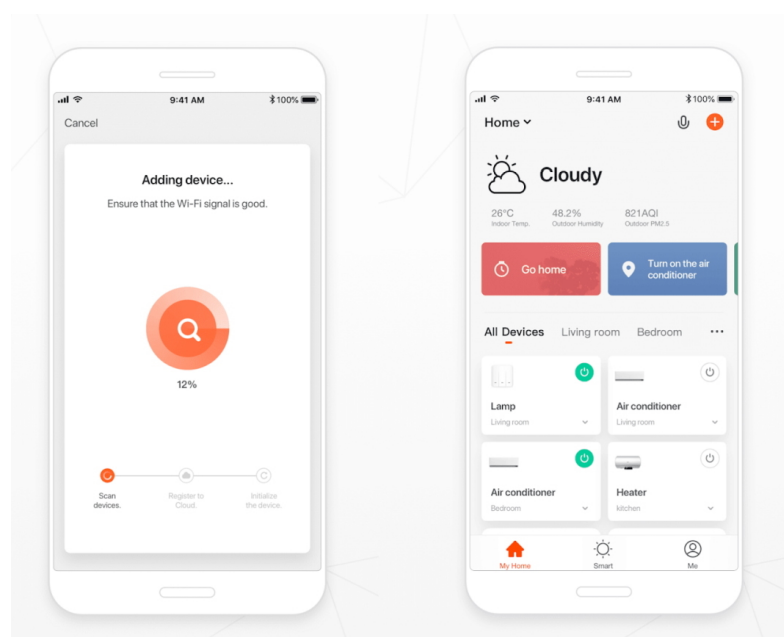 9:41 AM
100%
Cancel
Adding device...
Ensure that the Wi-Fi signal is good.
12%
Scan
devices.
Register to
Cloud.
Initialize
the device.
9:41 AM
100%
Home
Cloudy
26°C
Indoor Temp.
48.2%
Outdoor Humidity
821AQI
Outdoor PM2.5
Go home
Turn on the air
conditioner
All Devices
Living room
Bedroom
Lamp
Living room
Air conditioner
Living room
Air conditioner
Bedroom
Heater
kitchen
My Home
Smart
Me